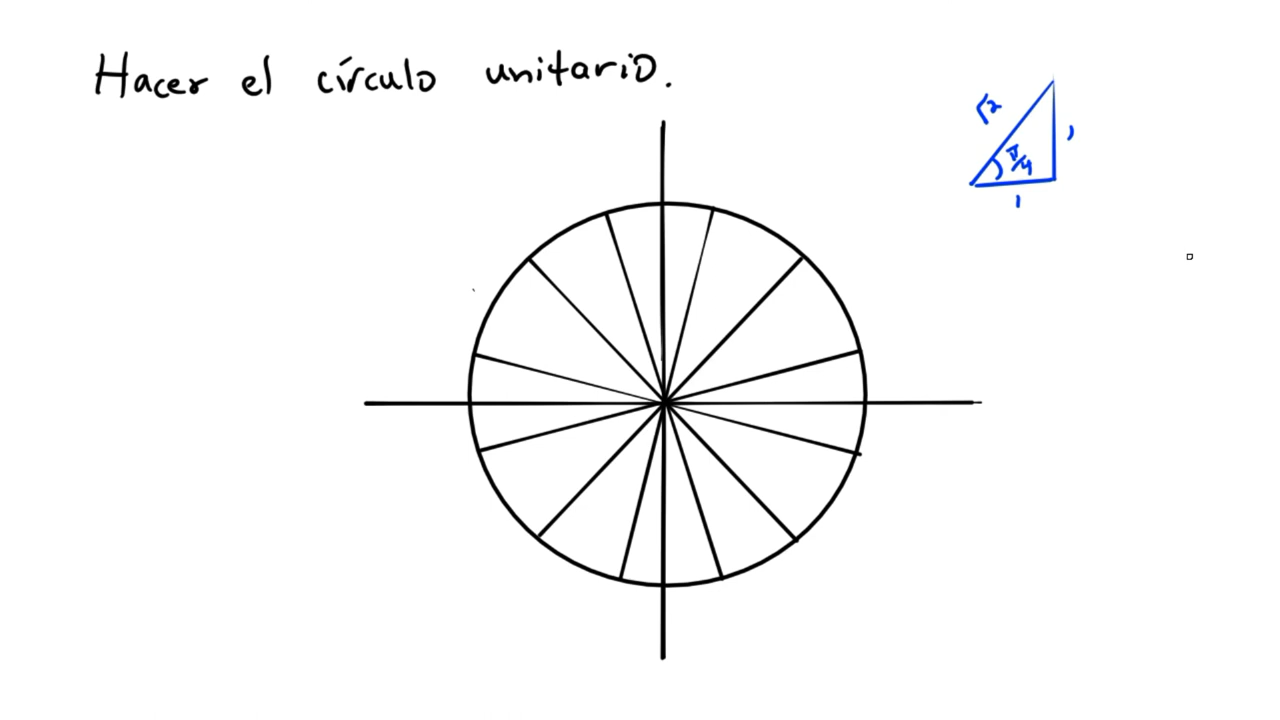 Hacer el círculo unitario.
√2
π/4
1
1